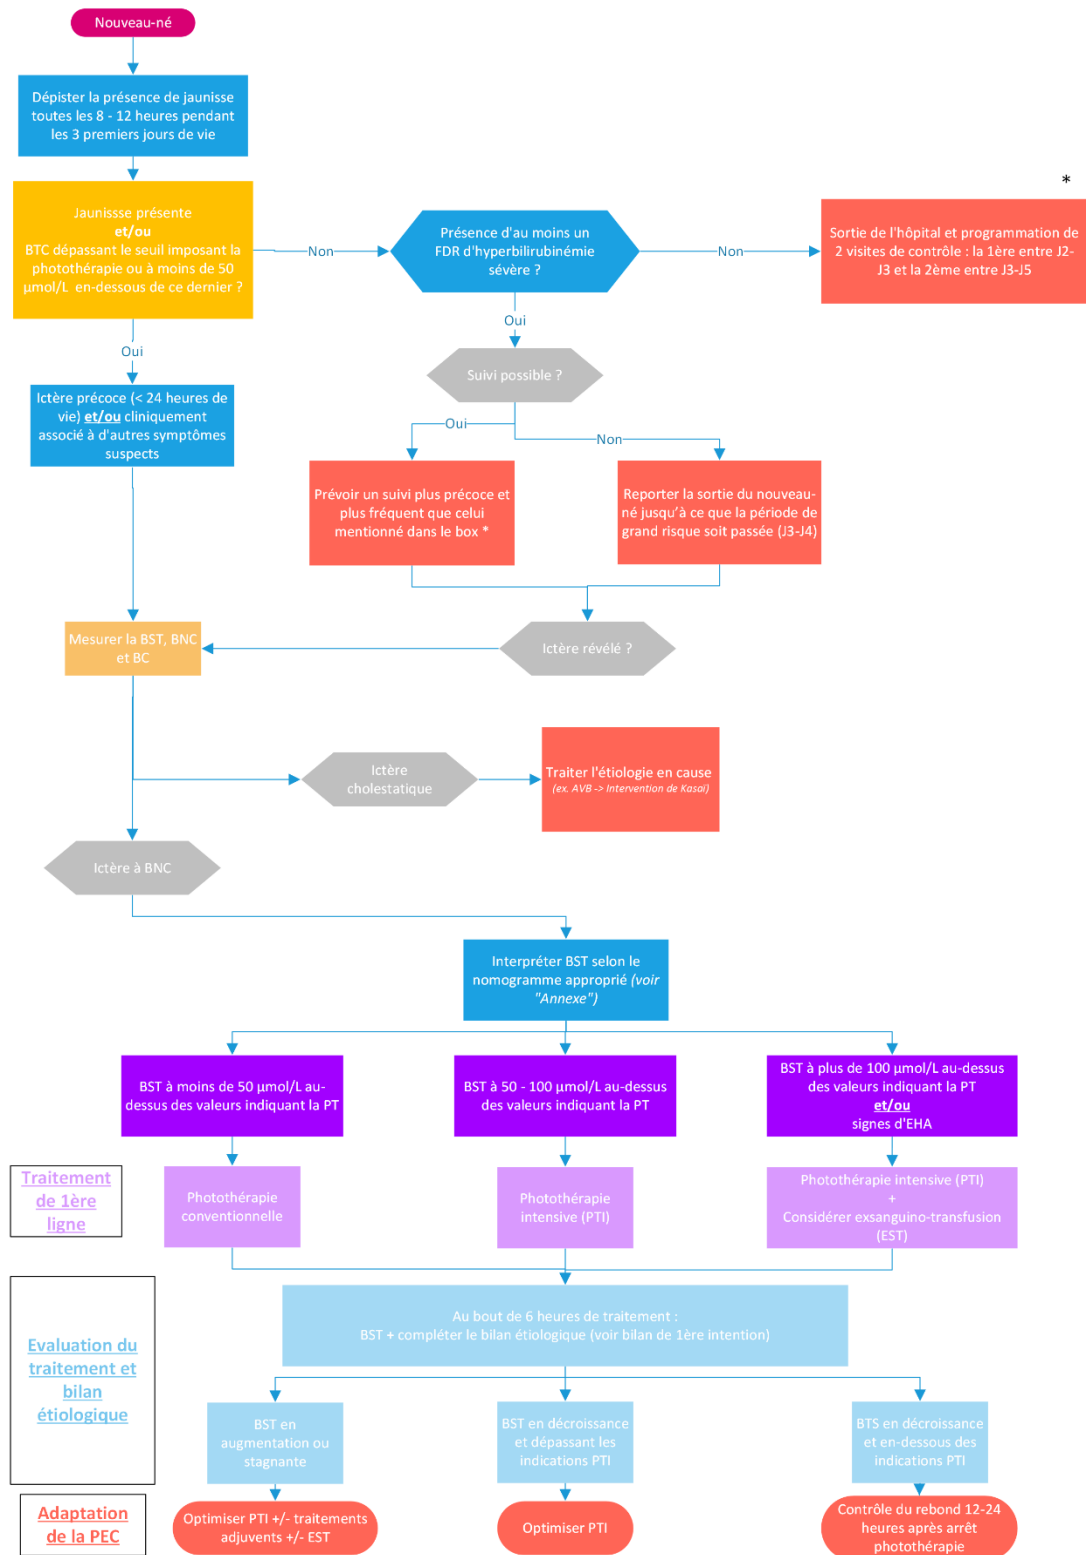 Nouveau-né
Dépister la présence de jaunisse
toutes les 8 - 12 heures pendant
les 3 premiers jours de vie
*
Jaunissse présente
et/ou
BTC dépassant le seuil imposant la
photothérapie ou à moins de 50
µmol/L en-dessous de ce dernier ?
Non
Présence d'au moins un
FDR d'hyperbilirubinémie
sévère ?
Non
Sortie de l'hôpital et programmation de
2 visites de contrôle : la 1ère entre J2-
J3 et la 2ème entre J3-J5
Oui
Oui
Suivi possible ?
Ictère précoce (< 24 heures de
vie) et/ou cliniquement
associé à d'autres symptômes
suspects
Oui
Non
Prévoir un suivi plus précoce et
plus fréquent que celui
mentionné dans le box *
Reporter la sortie du nouveau-
né jusqu'à ce que la période de
grand risque soit passée (J3-J4)
Mesurer la BST, BNC
et BC
Ictère révélé ?
Ictère
cholestatique
Traiter l'étiologie en cause
(ex. AVB -> Intervention de Kasai)
Ictère à BNC
Interpréter BST selon le
nomogramme approprié (voir
"Annexe")
BST à moins de 50 µmol/L au-
dessus des valeurs indiquant la PT
BST à 50 - 100 µmol/L au-dessus
des valeurs indiquant la PT
BST à plus de 100 µmol/L au-dessus
des valeurs indiquant la PT
et/ou
signes d'EHA
Traitement
de 1ère
ligne
Photothérapie
conventionnelle
Photothérapie
intensive (PTI)
Photothérapie intensive (PTI)
+
Considérer exsanguino-transfusion
(EST)
Evaluation du
traitement et
bilan
étiologique
Au bout de 6 heures de traitement :
BST + compléter le bilan étiologique (voir bilan de 1ère intention)
BST en
augmentation ou
stagnante
BST en décroissance
et dépassant les
indications PTI
BTS en décroissance
et en-dessous des
indications PTI
Adaptation
de la PEC
Optimiser PTI +/- traitements
adjuvents +/- EST
Optimiser PTI
Contrôle du rebond 12-24
heures après arrêt
photothérapie